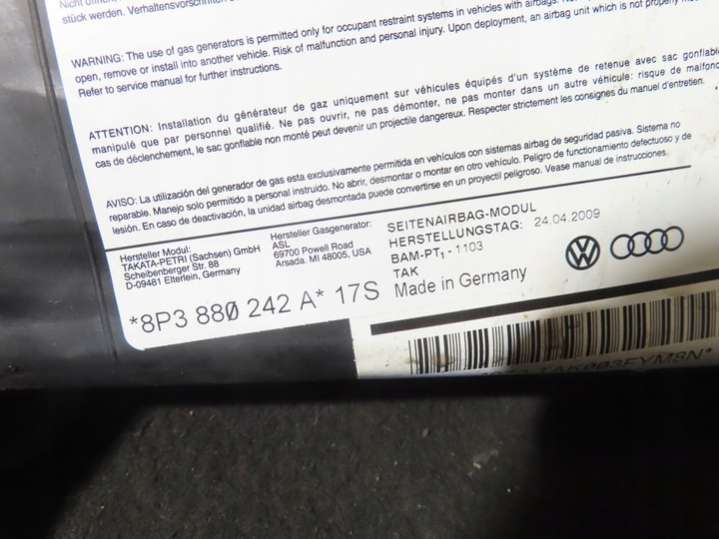 Nicht öffnen,
stück werden. Verhaltensvorschriften
WARNING: The use of gas generators is permitted only for occupant restraint systems in vehicles with airbags.
open, remove or install into another vehicle. Risk of malfunction and personal injury. Upon deployment, an airbag unit which is not properly
Refer to service manual for further instructions.
ATTENTION: Installation du générateur de gaz uniquement sur véhicules équipés d'un système de retenue avec sac gonflable
manipulé que par personnel qualifié. Ne pas ouvrir, ne pas démonter, ne pas monter dans un autre véhicule: risque de
cas de déclenchement, le sac gonflable non monté peut devenir un projectile dangereux. Respecter strictement les consignes du manuel d'entretien.
AVISO: La utilización del generador de gas esta exclusivamente permitida en vehículos con sistemas airbag de seguridad pasiva. Sistema no
reparable. Manejo solo permitido a personal instruido. No abrir, desmontar o montar en otro vehículo. Peligro de funcionamiento defectuoso y de
lesión. En caso de deactivación, la unidad airbag desmontada puede convertirse en un proyectil peligroso. Vease manual de instrucciones.
Hersteller Modul:
TAKATA-PETRI (Sachsen) GmbH
Scheibenberger Str. 88
D-09481 Elterlein, Germany
Hersteller Gasgenerator:
ASL
69700 Powell Road
Arsada. MI 48005, USA
SEITENAIRBAG-MODUL
HERSTELLUNGSTAG: 24.04.2009
BAM-PT1 - 1103
TAK
Made in Germany
*8P3 880 242 A* 17S